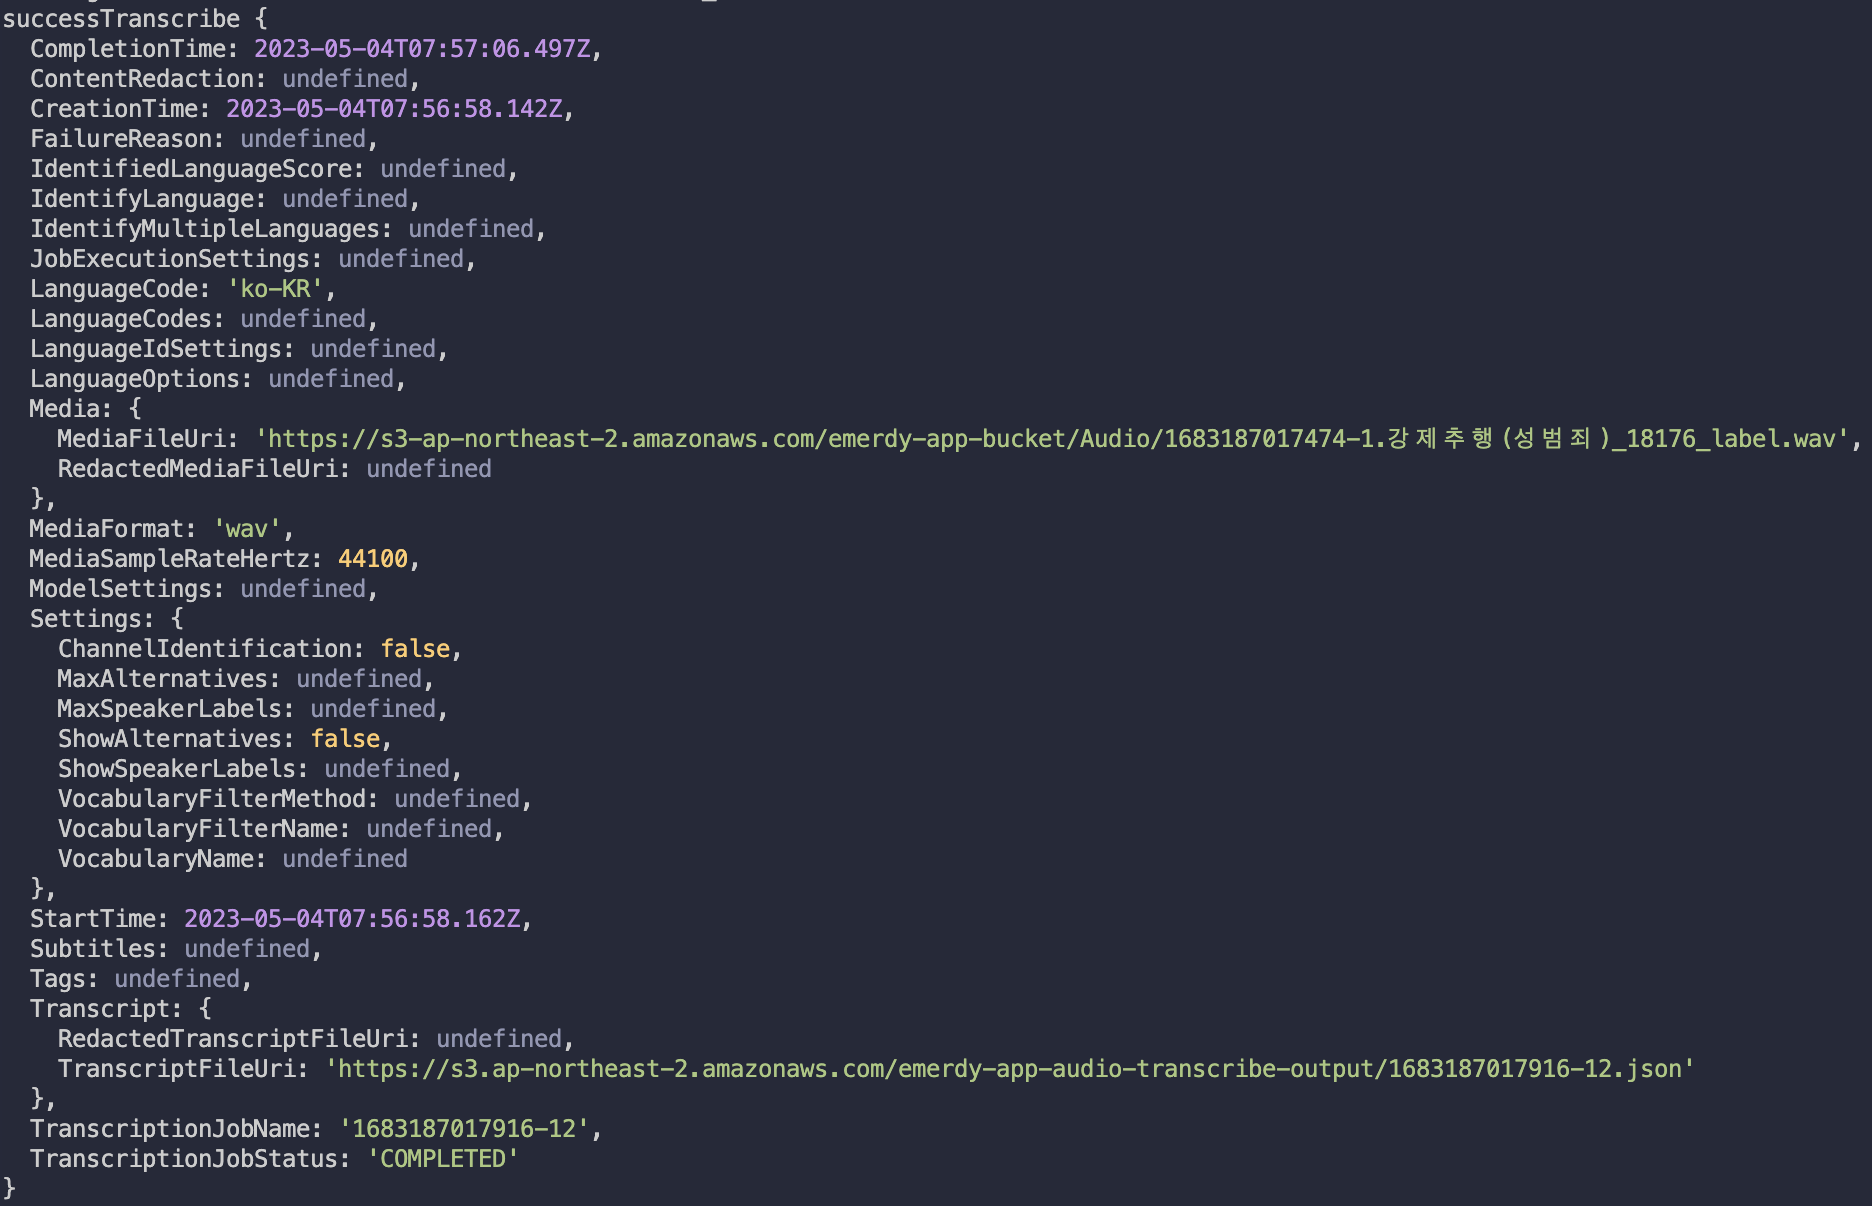 successTranscribe {
  CompletionTime: 2023-05-04T07:57:06.497Z,
  ContentRedaction: undefined,
  CreationTime: 2023-05-04T07:56:58.142Z,
  FailureReason: undefined,
  IdentifiedLanguageScore: undefined,
  IdentifyLanguage: undefined,
  IdentifyMultipleLanguages: undefined,
  JobExecutionSettings: undefined,
  LanguageCode: 'ko-KR',
  LanguageCodes: undefined,
  LanguageIdSettings: undefined,
  LanguageOptions: undefined,
  Media: {
    MediaFileUri: 'https://s3-ap-northeast-2.amazonaws.com/emerdy-app-bucket/Audio/1683187017474-1.강제추행(성범죄)_18176_label.wav',
    RedactedMediaFileUri: undefined
  },
  MediaFormat: 'wav',
  MediaSampleRateHertz: 44100,
  ModelSettings: undefined,
  Settings: {
    ChannelIdentification: false,
    MaxAlternatives: undefined,
    MaxSpeakerLabels: undefined,
    ShowAlternatives: false,
    ShowSpeakerLabels: undefined,
    VocabularyFilterMethod: undefined,
    VocabularyFilterName: undefined,
    VocabularyName: undefined
  },
  StartTime: 2023-05-04T07:56:58.162Z,
  Subtitles: undefined,
  Tags: undefined,
  Transcript: {
    RedactedTranscriptFileUri: undefined,
    TranscriptFileUri: 'https://s3.ap-northeast-2.amazonaws.com/emerdy-app-audio-transcribe-output/1683187017916-12.json'
  },
  TranscriptionJobName: '1683187017916-12',
  TranscriptionJobStatus: 'COMPLETED'
}